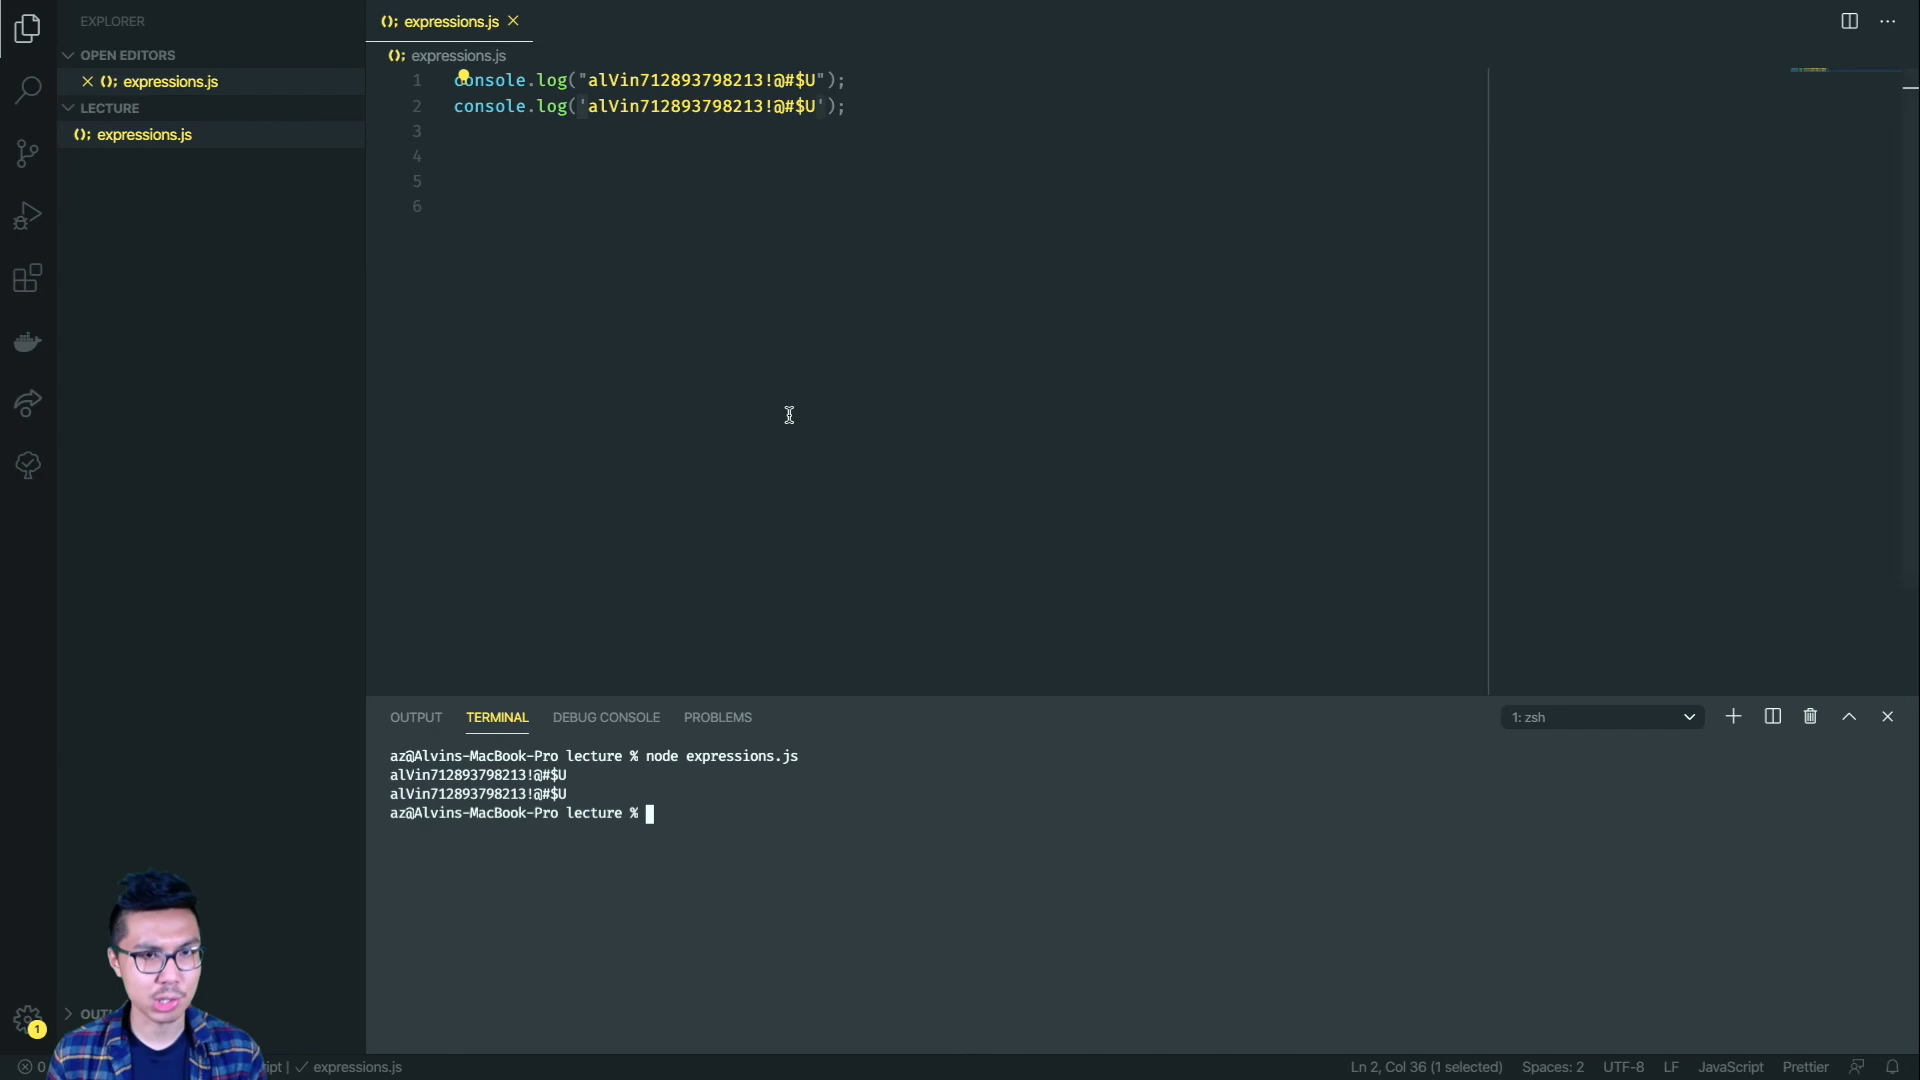 EXPLORER
OPEN EDITORS
(); expressions.js
LECTURE
(); expressions.js
(); expressions.js
(); expressions.js
1 console.log("alVin712893798213!@#$U");
2 console.log('alVin712893798213!@#$U');
3
4
5
6
OUTPUT TERMINAL DEBUG CONSOLE PROBLEMS 1: zsh
az@Alvins-MacBook-Pro lecture % node expressions.js
alVin712893798213!@#$U
alVin712893798213!@#$U
az@Alvins-MacBook-Pro lecture %
1
0 ipt | ✓ expressions.js Ln 2, Col 36 (1 selected) Spaces: 2 UTF-8 LF JavaScript Prettier